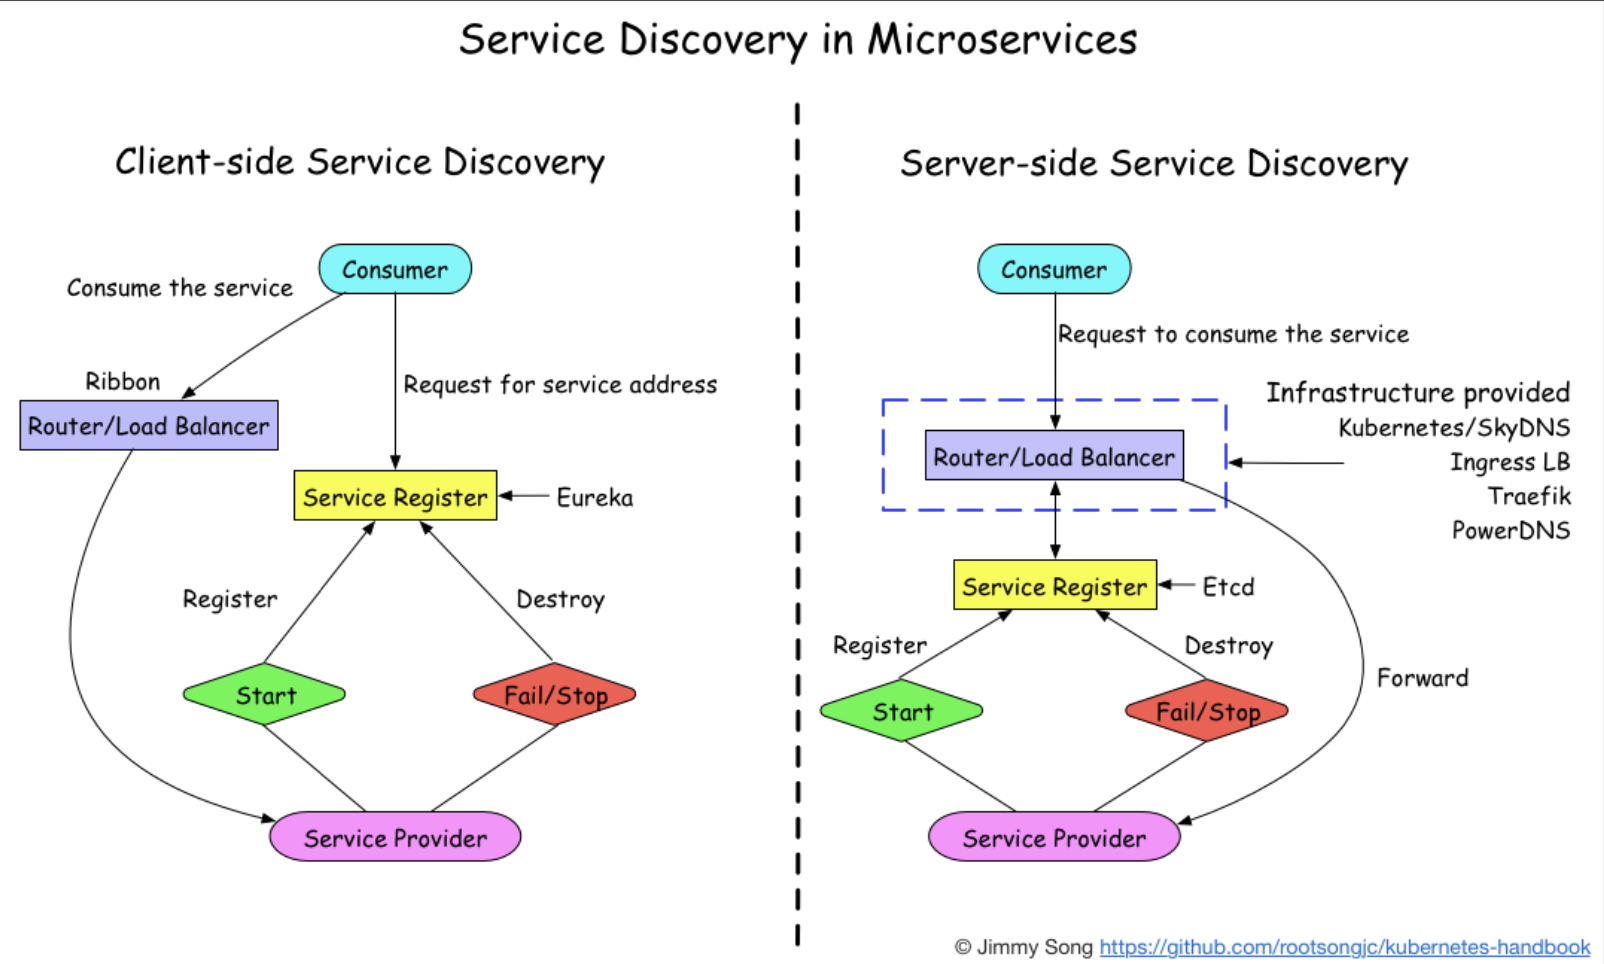 Service Discovery in Microservices
Client-side Service Discovery
Consumer
Consume the service
Ribbon
Router/Load Balancer
Request for service address
Service Register
Eureka
Register
Destroy
Start
Fail/Stop
Service Provider
Server-side Service Discovery
Consumer
Request to consume the service
Infrastructure provided
Kubernetes/SkyDNS
Ingress LB
Traefik
PowerDNS
Router/Load Balancer
Service Register
Etcd
Register
Destroy
Start
Fail/Stop
Forward
Service Provider
© Jimmy Song https://github.com/rootsongjc/kubernetes-handbook